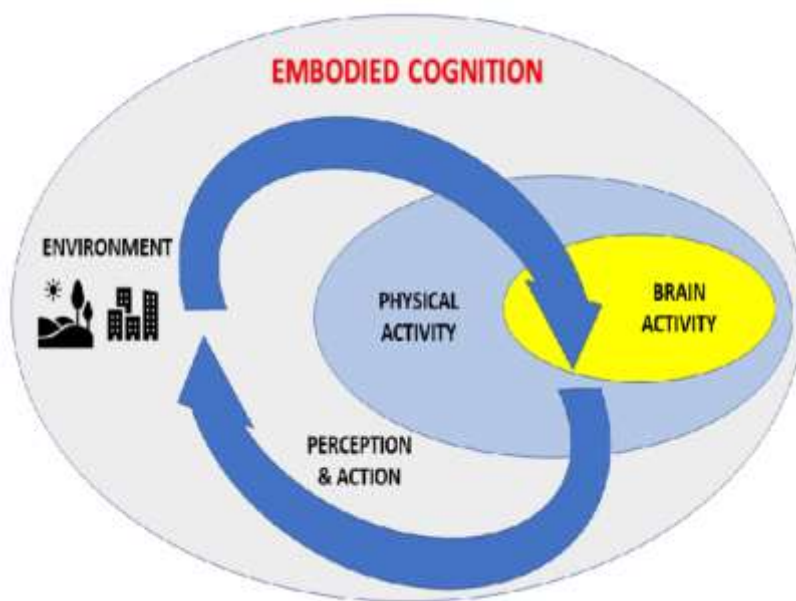 EMBODIED COGNITION
ENVIRONMENT
PHYSICAL
ACTIVITY
BRAIN
ACTIVITY
PERCEPTION
& ACTION